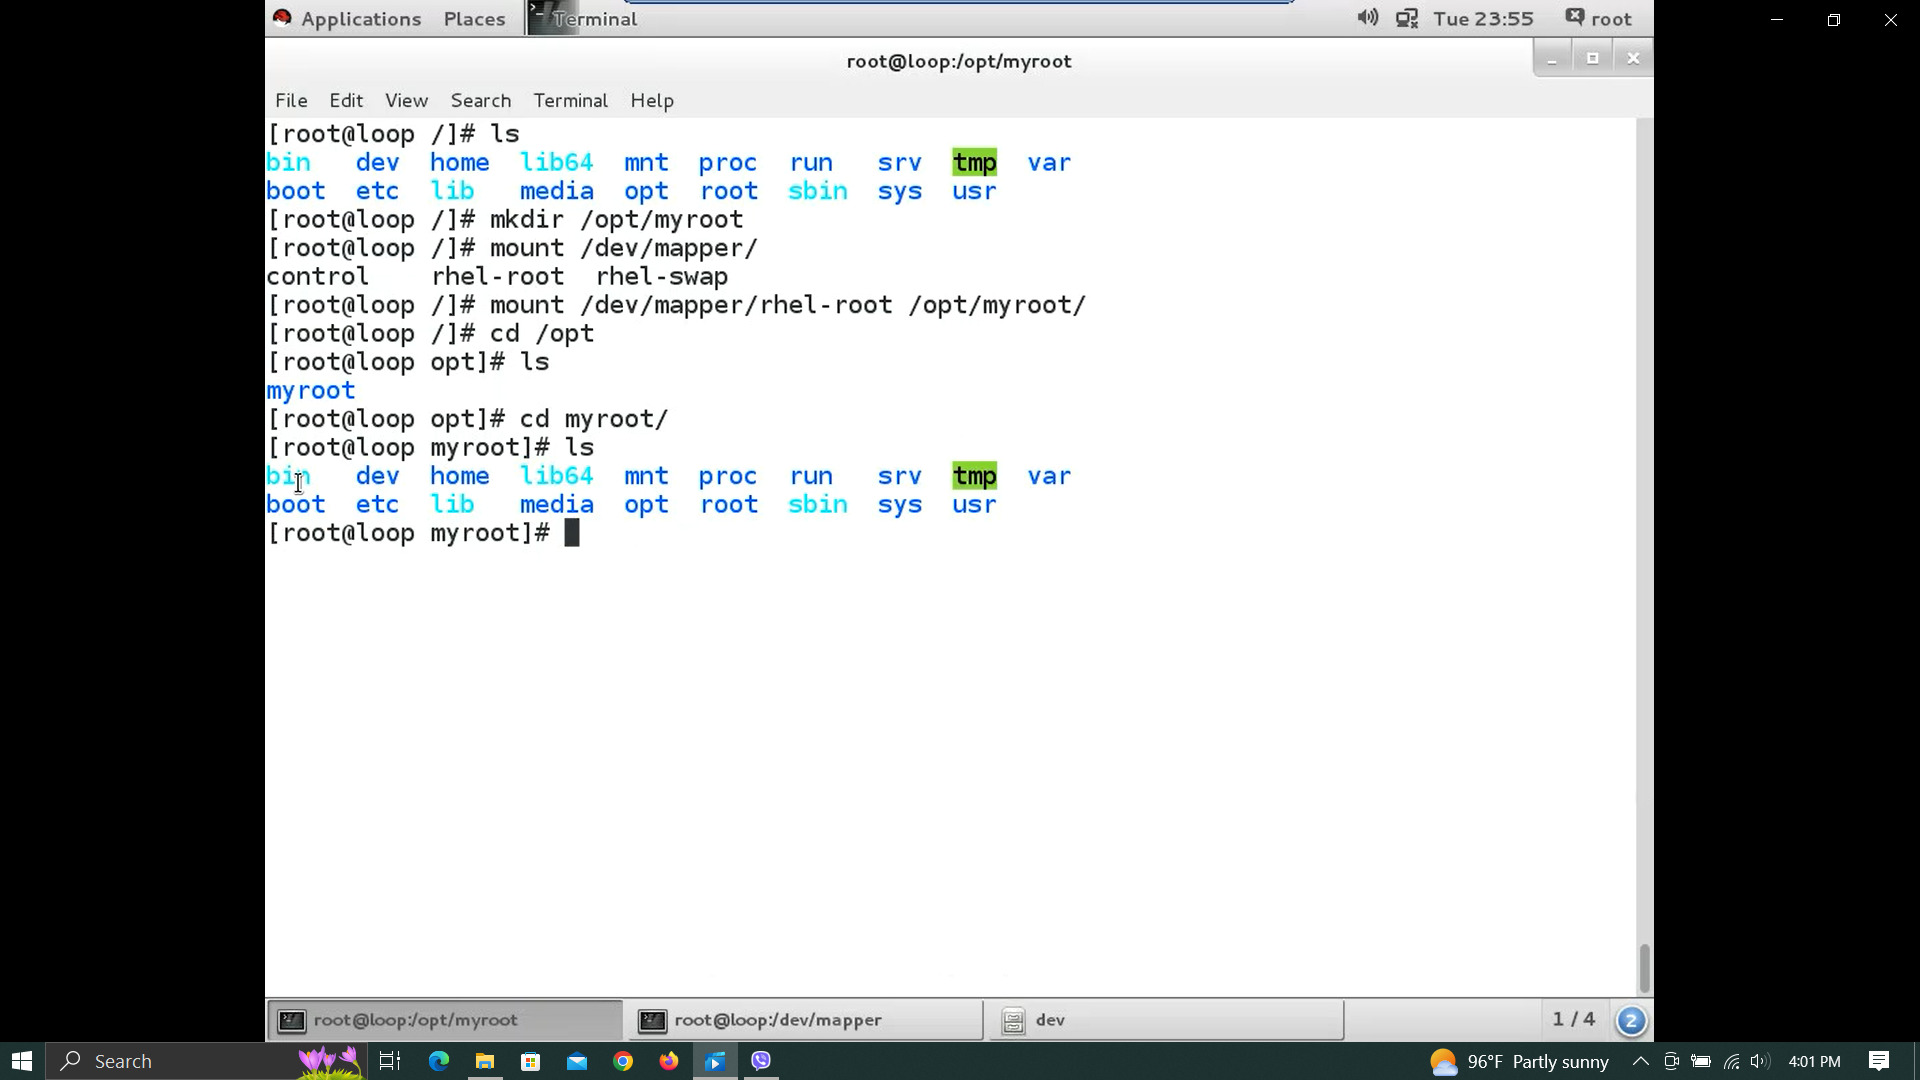 Applications Places Terminal Tue 23:55 root
root@loop:/opt/myroot
File Edit View Search Terminal Help
[root@loop /]# ls
bin dev home lib64 mnt proc run srv tmp var
boot etc lib media opt root sbin sys usr
[root@loop /]# mkdir /opt/myroot
[root@loop /]# mount /dev/mapper/
control rhel-root rhel-swap
[root@loop /]# mount /dev/mapper/rhel-root /opt/myroot/
[root@loop /]# cd /opt
[root@loop opt]# ls
myroot
[root@loop opt]# cd myroot/
[root@loop myroot]# ls
bin dev home lib64 mnt proc run srv tmp var
boot etc lib media opt root sbin sys usr
[root@loop myroot]#
root@loop:/opt/myroot root@loop:/dev/mapper dev 1 / 4 2
Search 96°F Partly sunny 4:01 PM